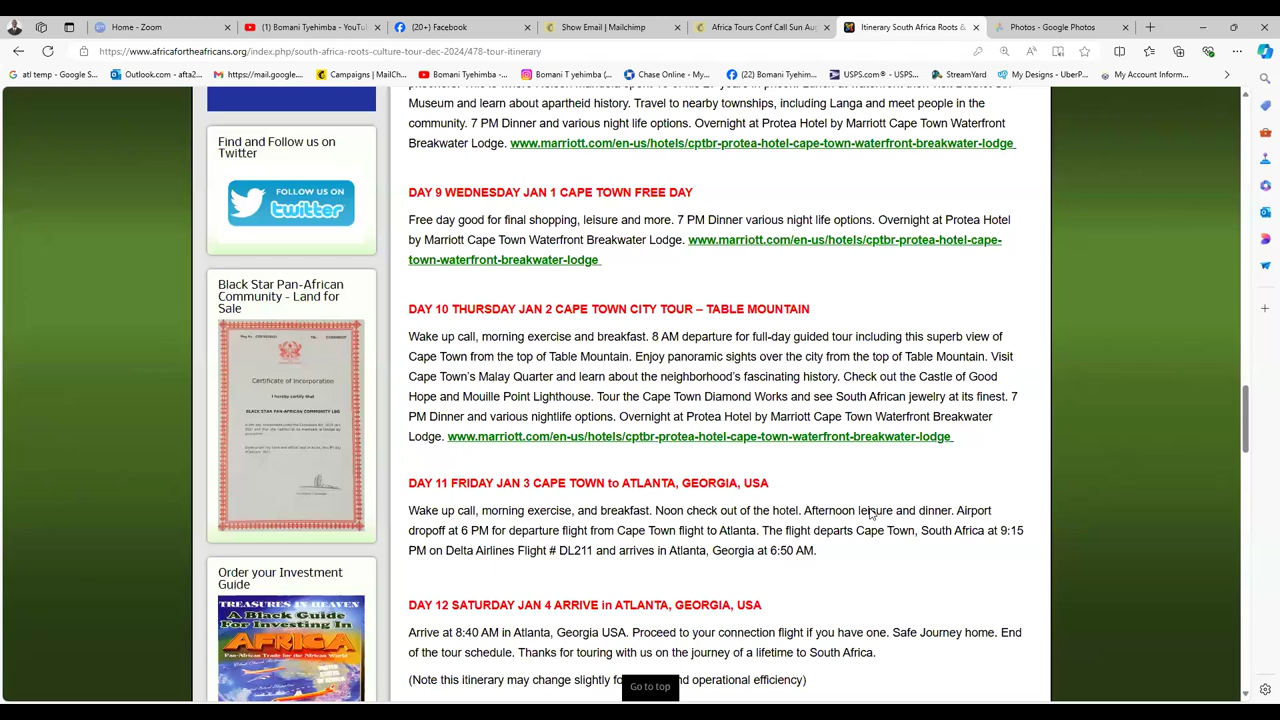 Home - Zoom
(1) Bomani Tyehimba - YouTub
(20+) Facebook
Show Email | Mailchimp
Africa Tours Conf Call Sun Aug
Itinerary South Africa Roots &
Photos - Google Photos
https://www.africafortheafricans.org/index.php/south-africa-roots-culture-tour-dec-2024/478-tour-itinerary
atl temp - Google S...
Outlook.com - afta2...
https://mail.google....
Campaigns | MailCh...
Bomani Tyehimba -...
Bomani T yehimba (...
Chase Online - My...
(22) Bomani Tyehim...
USPS.com® - USPS...
StreamYard
My Designs - UberP...
My Account Inform...
Museum and learn about apartheid history. Travel to nearby townships, including Langa and meet people in the
community. 7 PM Dinner and various night life options. Overnight at Protea Hotel by Marriott Cape Town Waterfront
Breakwater Lodge. www.marriott.com/en-us/hotels/cptbr-protea-hotel-cape-town-waterfront-breakwater-lodge
DAY 9 WEDNESDAY JAN 1 CAPE TOWN FREE DAY
Free day good for final shopping, leisure and more. 7 PM Dinner various night life options. Overnight at Protea Hotel
by Marriott Cape Town Waterfront Breakwater Lodge. www.marriott.com/en-us/hotels/cptbr-protea-hotel-cape-
town-waterfront-breakwater-lodge
DAY 10 THURSDAY JAN 2 CAPE TOWN CITY TOUR – TABLE MOUNTAIN
Wake up call, morning exercise and breakfast. 8 AM departure for full-day guided tour including this superb view of
Cape Town from the top of Table Mountain. Enjoy panoramic sights over the city from the top of Table Mountain. Visit
Cape Town's Malay Quarter and learn about the neighborhood's fascinating history. Check out the Castle of Good
Hope and Mouille Point Lighthouse. Tour the Cape Town Diamond Works and see South African jewelry at its finest. 7
PM Dinner and various nightlife options. Overnight at Protea Hotel by Marriott Cape Town Waterfront Breakwater
Lodge. www.marriott.com/en-us/hotels/cptbr-protea-hotel-cape-town-waterfront-breakwater-lodge
DAY 11 FRIDAY JAN 3 CAPE TOWN to ATLANTA, GEORGIA, USA
Wake up call, morning exercise, and breakfast. Noon check out of the hotel. Afternoon leisure and dinner. Airport
dropoff at 6 PM for departure flight from Cape Town flight to Atlanta. The flight departs Cape Town, South Africa at 9:15
PM on Delta Airlines Flight # DL211 and arrives in Atlanta, Georgia at 6:50 AM.
DAY 12 SATURDAY JAN 4 ARRIVE in ATLANTA, GEORGIA, USA
Arrive at 8:40 AM in Atlanta, Georgia USA. Proceed to your connection flight if you have one. Safe Journey home. End
of the tour schedule. Thanks for touring with us on the journey of a lifetime to South Africa.
(Note this itinerary may change slightly fo
d operational efficiency)
Go to top
Find and Follow us on
Twitter
FOLLOW US ON
twitter
Black Star Pan-African
Community - Land for
Sale
Certificate of Incorporation
I hereby certify that
BLACK STAR PAN-AFRICAN COMMUNITY LBG
Order your Investment
Guide
TREASURES IN HEAVEN
A Black Guide
For Investing In
AFRICA
Pan-African Trade for the African World